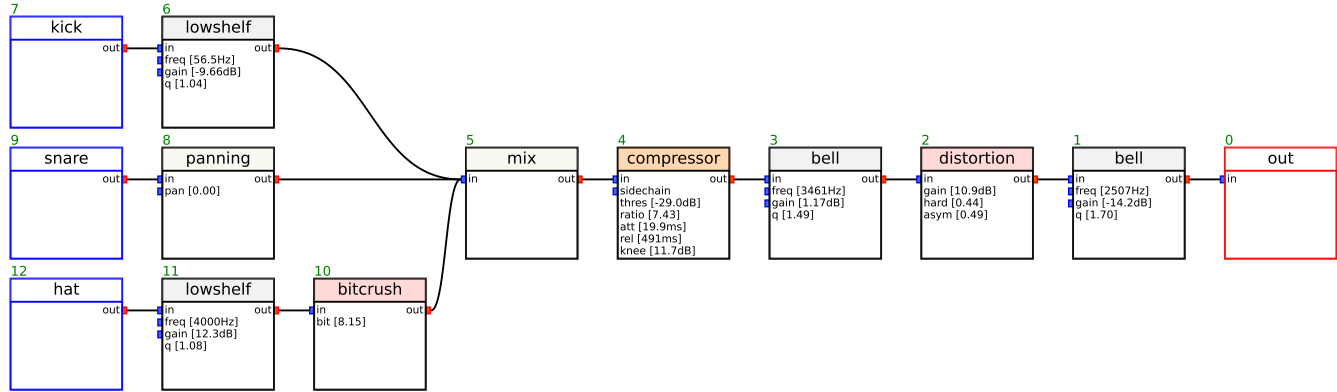 7
kick
out
6
lowshelf
in out
freq [56.5Hz]
gain [-9.66dB]
q [1.04]
9
snare
out
8
panning
in out
pan [0.00]
5
mix
in out
4
compressor
in out
sidechain
thres [-29.0dB]
ratio [7.43]
att [19.9ms]
rel [491ms]
knee [11.7dB]
3
bell
in out
freq [3461Hz]
gain [1.17dB]
q [1.49]
2
distortion
in out
gain [10.9dB]
hard [0.44]
asym [0.49]
1
bell
in out
freq [2507Hz]
gain [-14.2dB]
q [1.70]
0
out
in
12
hat
out
11
lowshelf
in out
freq [4000Hz]
gain [12.3dB]
q [1.08]
10
bitcrush
in out
bit [8.15]